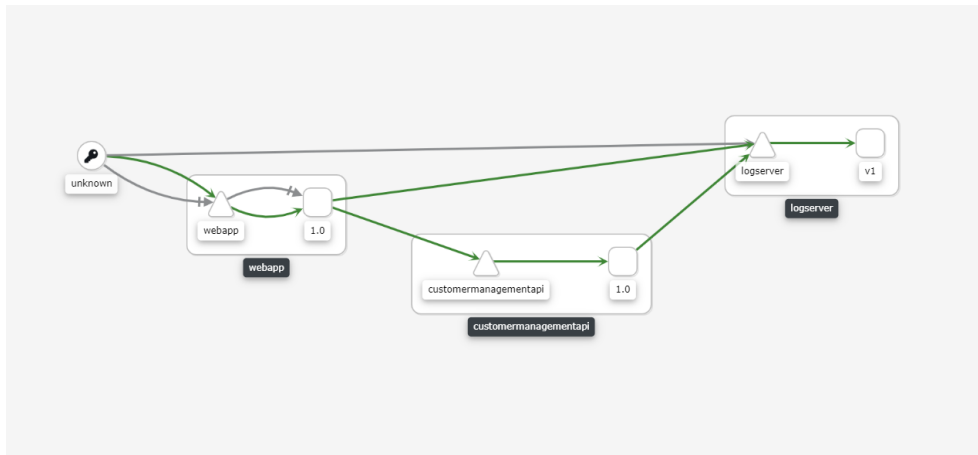 unknown
webapp
1.0
webapp
customermanagementapi
1.0
customermanagementapi
logserver
v1
logserver